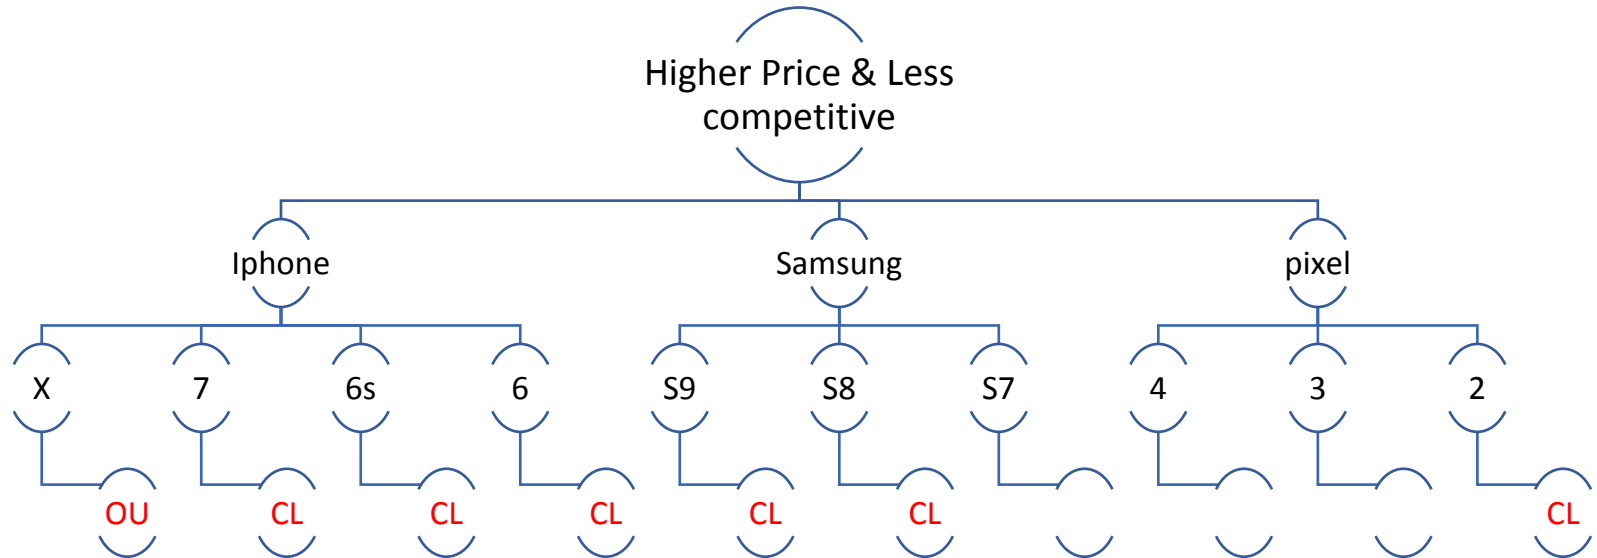 Higher Price & Less
competitive
Iphone
Samsung
pixel
X
7
6s
6
S9
S8
S7
4
3
2
OU
CL
CL
CL
CL
CL
CL